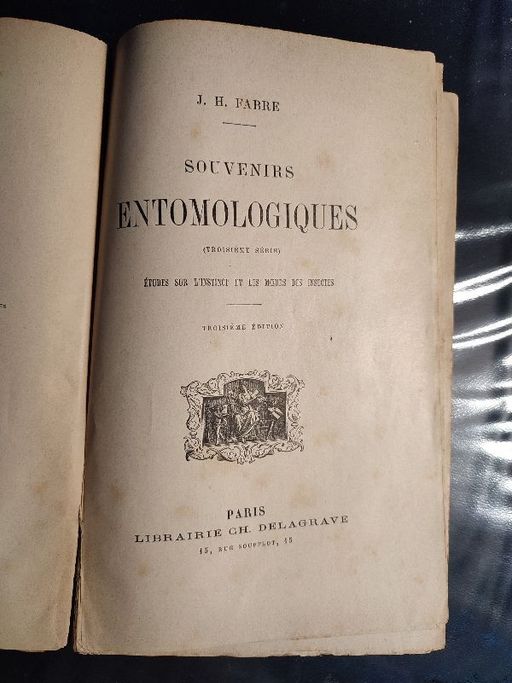 J. H. FABRE
SOUVENIRS
ENTOMOLOGIQUES
(TROISIÈME SÉRIE)
ÉTUDES SUR L'INSTINCT ET LES MŒURS DES INSECTES
TROISIÈME ÉDITION
PARIS
LIBRAIRIE CH. DELAGRAVE
15, RUE SOUFFLOT, 15